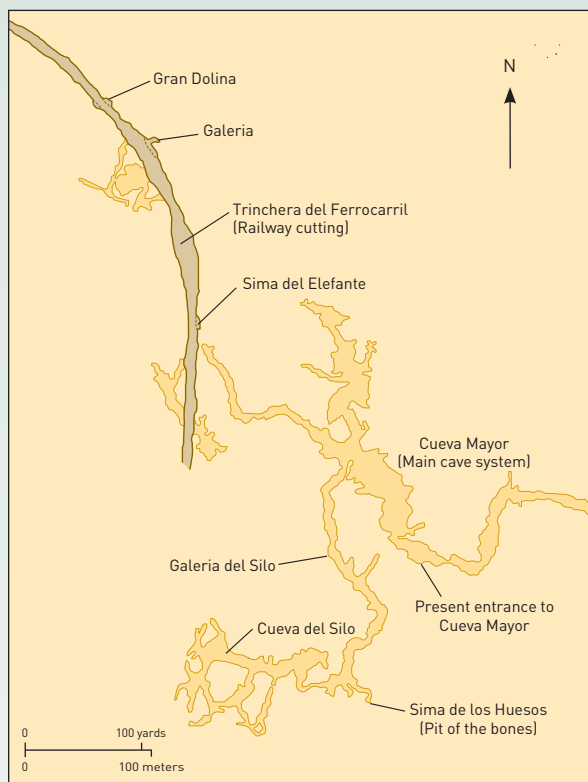 N
Gran Dolina
Galeria
Trinchera del Ferrocarril
(Railway cutting)
Sima del Elefante
Cueva Mayor
(Main cave system)
Galeria del Silo
Present entrance to
Cueva Mayor
Cueva del Silo
Sima de los Huesos
(Pit of the bones)
0 100 yards
0 100 meters